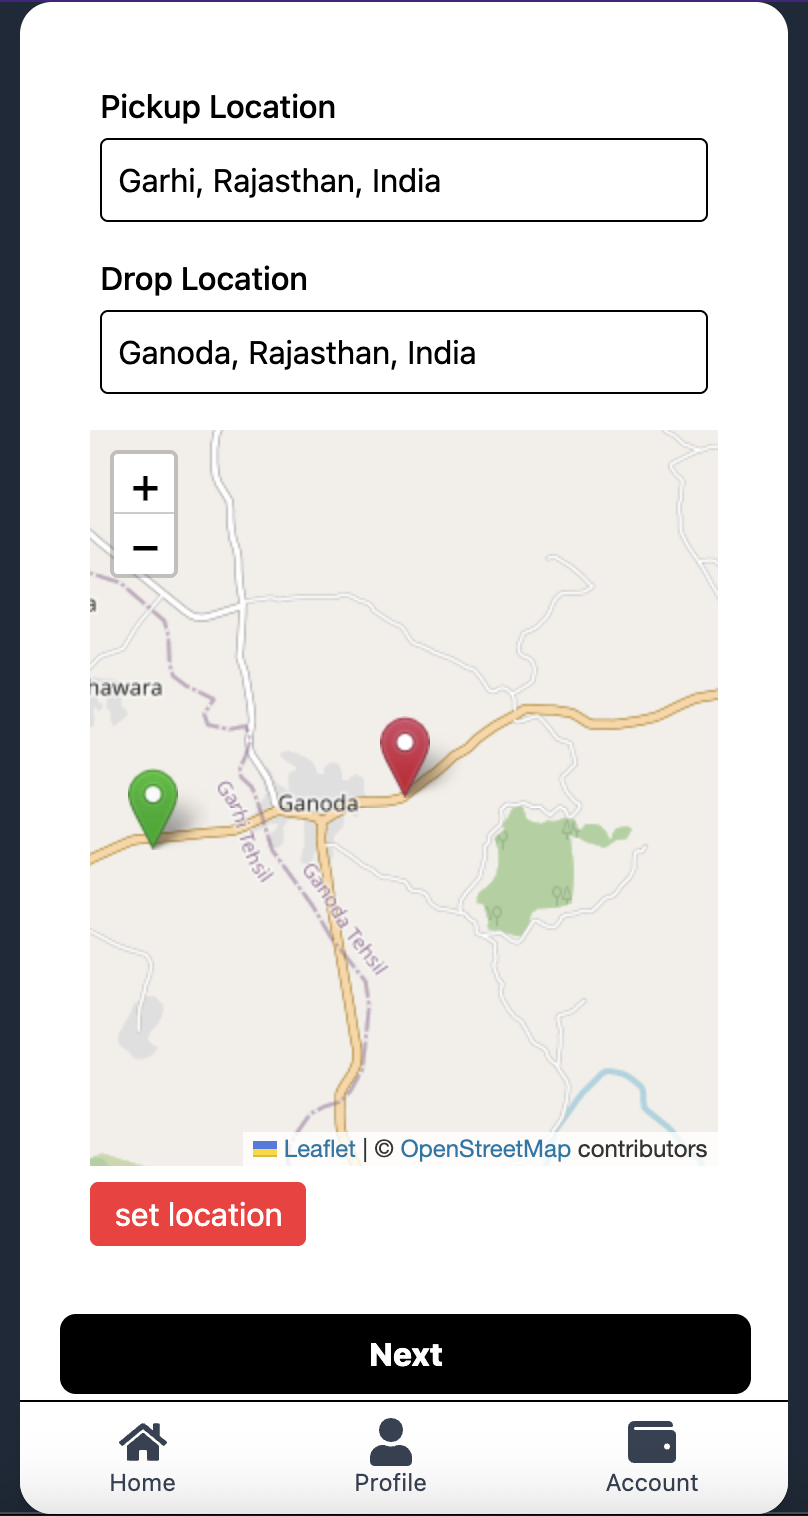 Pickup Location
Garhi, Rajasthan, India
Drop Location
Ganoda, Rajasthan, India
+
−
hawara
Ganoda
Garhi Tehsil
Ganoda Tehsil
Leaflet | © OpenStreetMap contributors
set location
Next
Home
Profile
Account